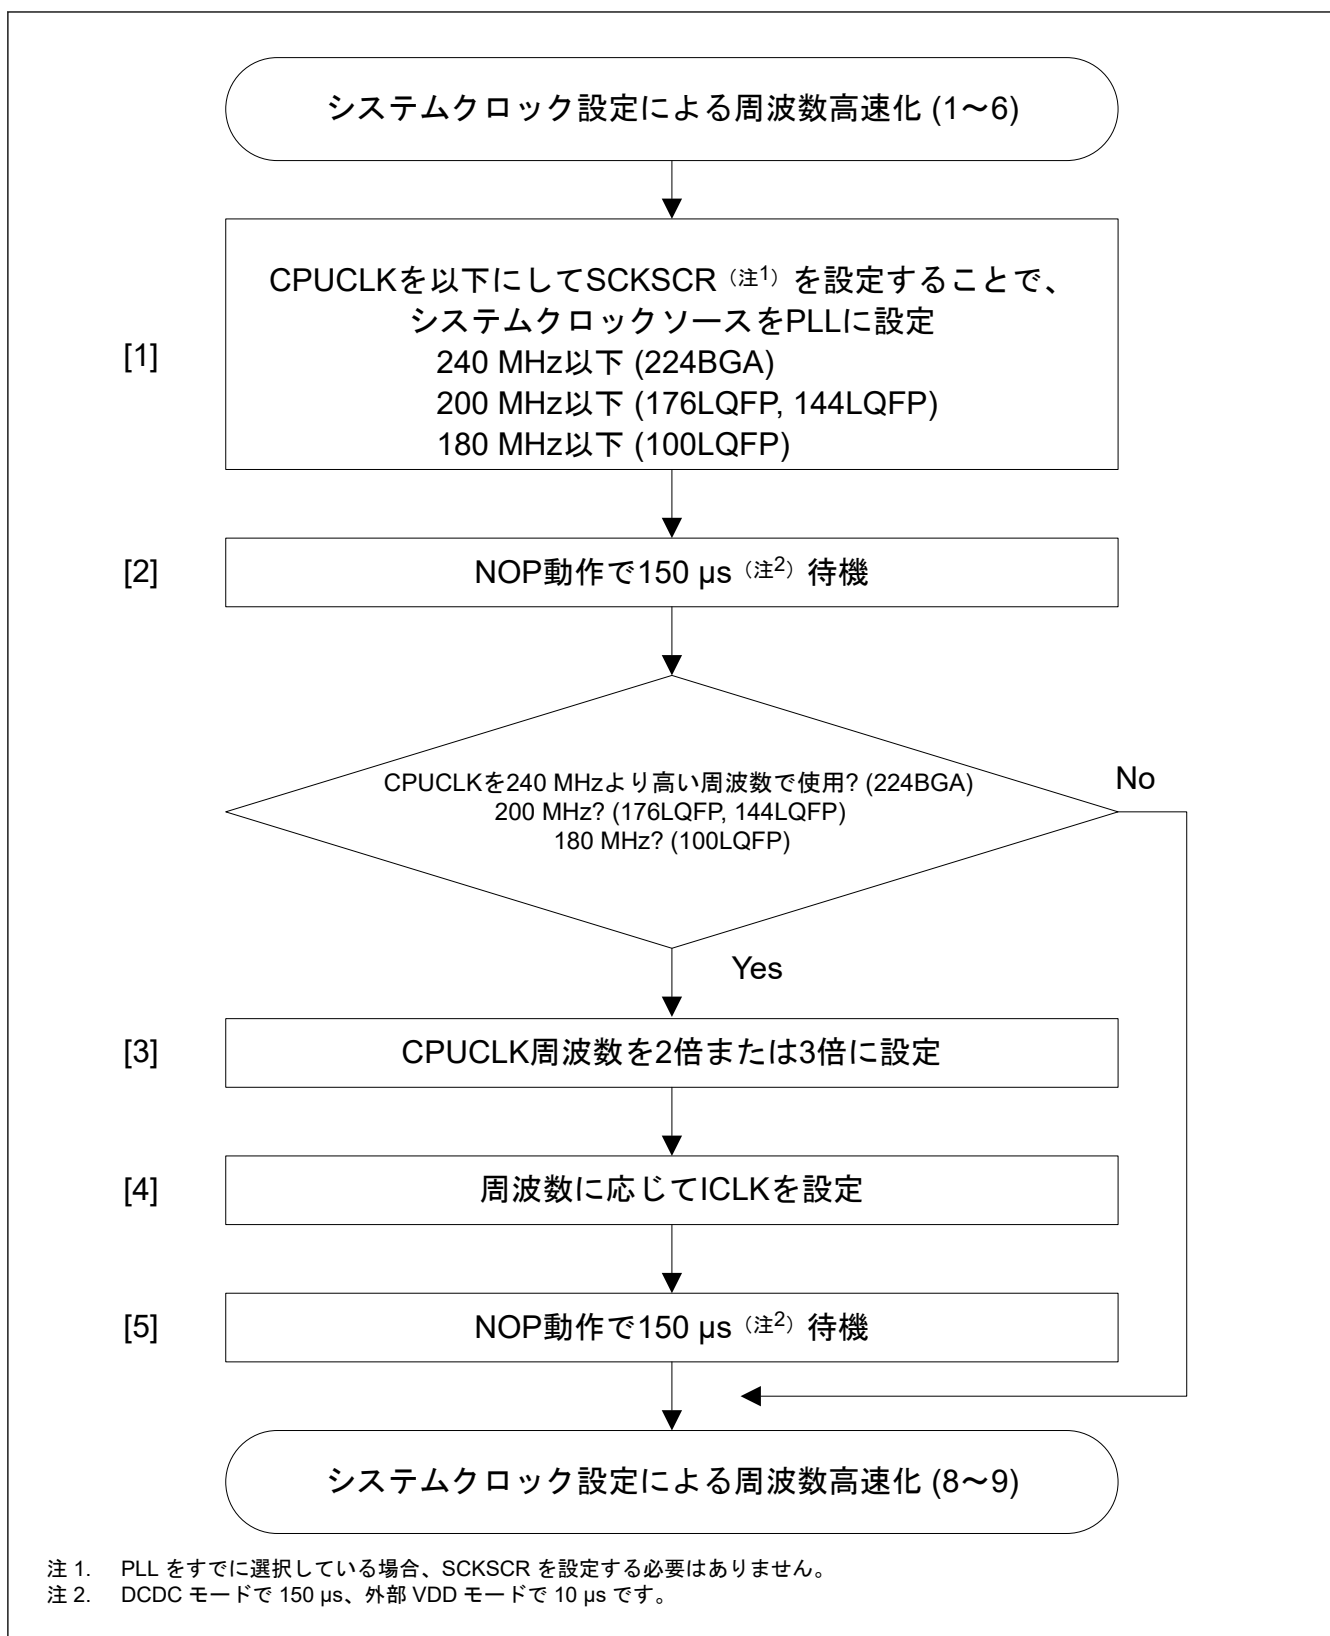 システムクロック設定による周波数高速化 (1～6)
[1]
CPUCLKを以下にしてSCKSCR（注1）を設定することで、
システムクロックソースをPLLに設定
240 MHz以下 (224BGA)
200 MHz以下 (176LQFP, 144LQFP)
180 MHz以下 (100LQFP)
[2]
NOP動作で150 µs（注2）待機
CPUCLKを240 MHzより高い周波数で使用? (224BGA)
200 MHz? (176LQFP, 144LQFP)
180 MHz? (100LQFP)
No
Yes
[3]
CPUCLK周波数を2倍または3倍に設定
[4]
周波数に応じてICLKを設定
[5]
NOP動作で150 µs（注2）待機
システムクロック設定による周波数高速化 (8～9)
注 1. PLL をすでに選択している場合、SCKSCR を設定する必要はありません。
注 2. DCDC モードで 150 µs、外部 VDD モードで 10 µs です。